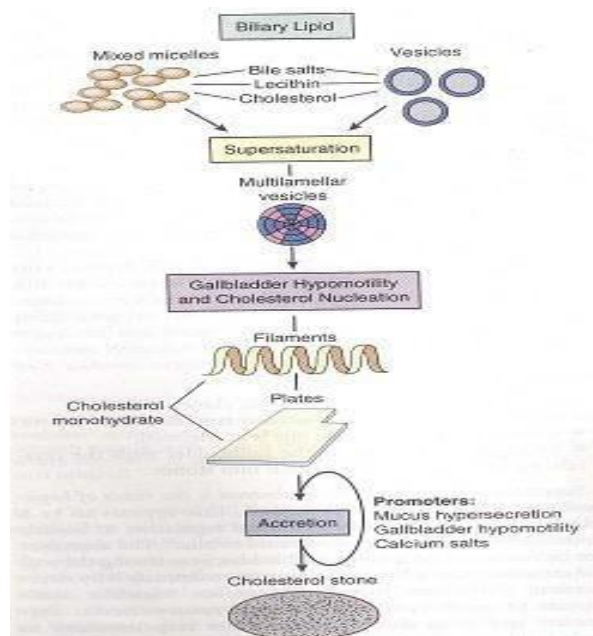 Biliary Lipid
Mixed micelles
Vesicles
Bile salts
Lecithin
Cholesterol
Supersaturation
Multilamellar
vesicles
Gallbladder Hypomotility
and Cholesterol Nucleation
Filaments
Plates
Cholesterol
monohydrate
Promoters:
Mucus hypersecretion
Gallbladder hypomotility
Calcium salts
Accretion
Cholesterol stone